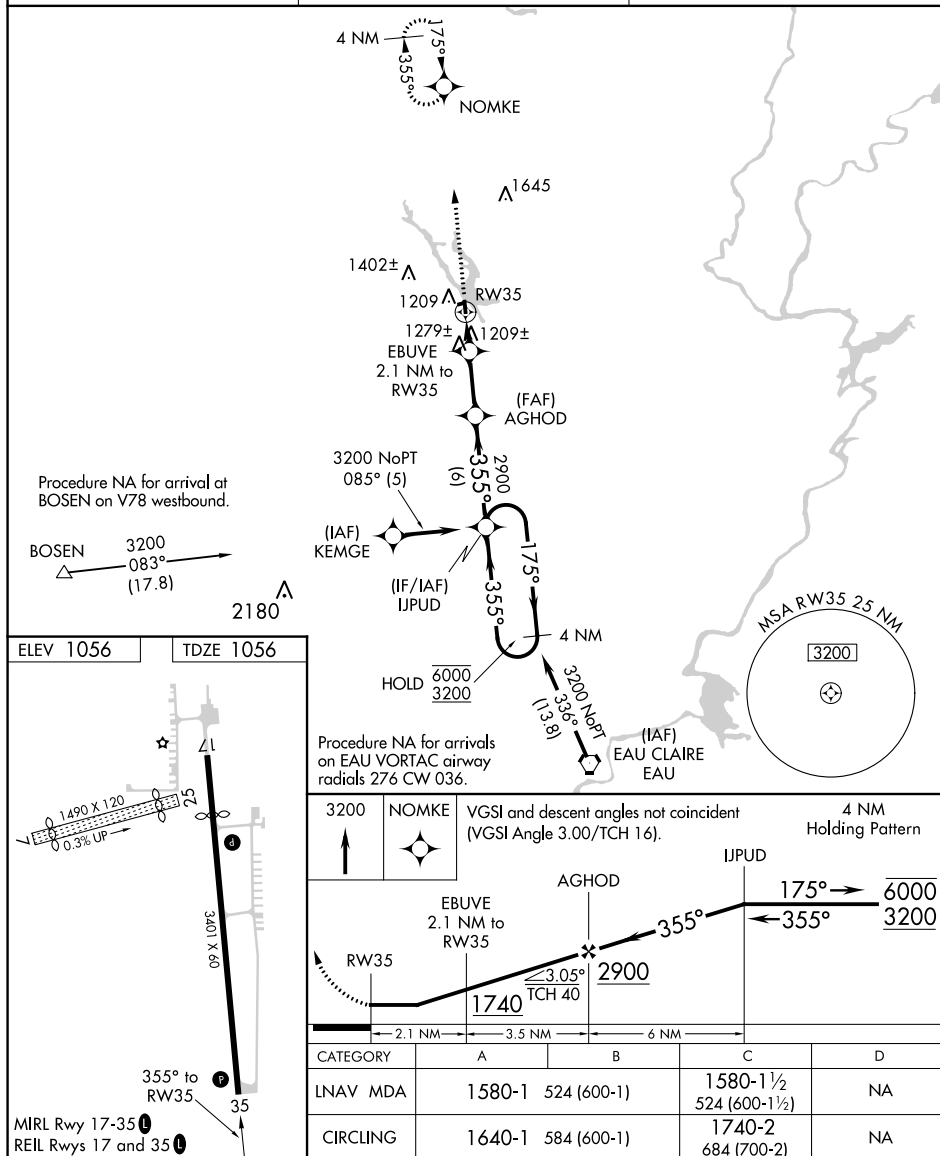 4 NM
175°
355°
NOMKE
1645
1402±
1209
RW35
1279±
1209±
EBUVE
2.1 NM to
RW35
(FAF)
AGHOD
2900
355°
(6)
3200 NoPT
085° (5)
Procedure NA for arrival at
BOSEN on V78 westbound.
(IAF)
KEMGE
BOSEN
3200
083°
(17.8)
(IF/IAF)
IJPUD
175°
355°
4 NM
2180
HOLD
6000
3200
3200 NoPT
336°
(13.8)
(IAF)
EAU CLAIRE
EAU
Procedure NA for arrivals
on EAU VORTAC airway
radials 276 CW 036.
MSA RW35 25 NM
3200
ELEV 1056
TDZE 1056
17
1490 X 120
25
7
0.3% UP
P
3401 X 60
P
355° to
RW35
35
MIRL Rwy 17-35 L
REIL Rwys 17 and 35 L
3200
NOMKE
VGSI and descent angles not coincident
(VGSI Angle 3.00/TCH 16).
4 NM
Holding Pattern
IJPUD
AGHOD
EBUVE
2.1 NM to
RW35
RW35
175°
6000
355°
3200
355°
2900
3.05°
TCH 40
1740
2.1 NM
3.5 NM
6 NM
CATEGORY A B C D
LNAV MDA 1580-1 524 (600-1) 1580-1½ 524 (600-1½) NA
CIRCLING 1640-1 584 (600-1) 1740-2 684 (700-2) NA